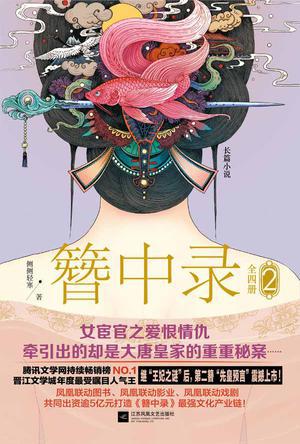 长篇小说
簪中录
全四册
2
侧侧轻寒 著
女宦官之爱恨情仇
牵引出的却是大唐皇家的重重秘案……
腾讯文学网持续畅销榜NO.1
晋江文学城年度最受瞩目人气王
继“王妃之谜”后，第二篇“先皇预言”震撼上市！
凤凰联动图书、凤凰联动影业、凤凰联动戏剧
共同出资逾5亿元打造《簪中录》最强文化产业链！
江苏凤凰文艺出版社